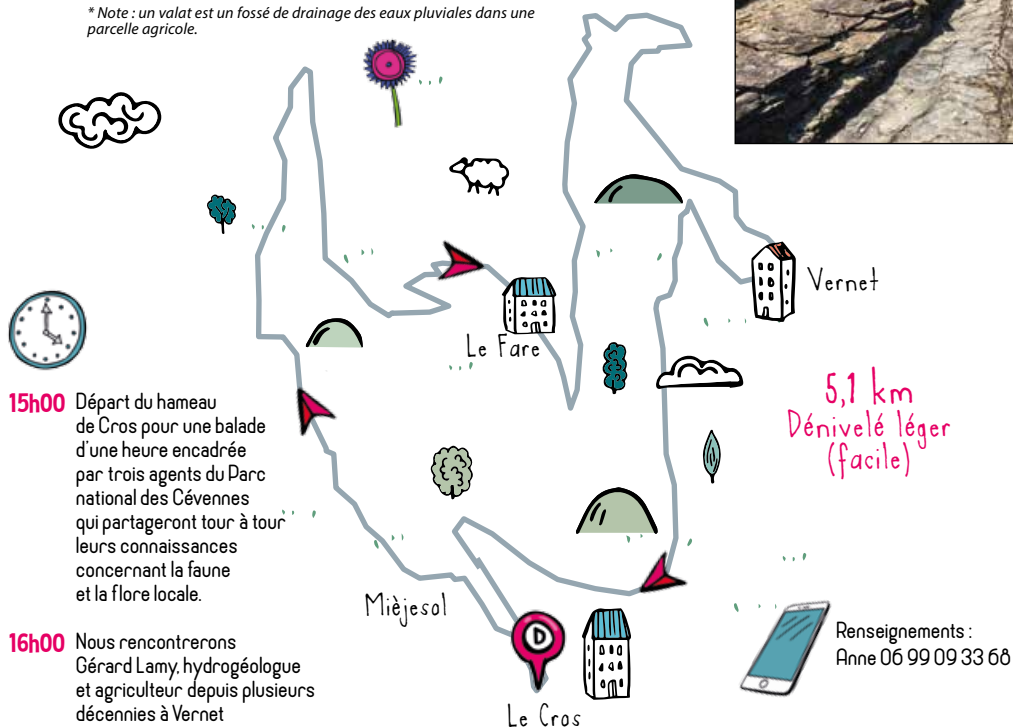 * Note : un valat est un fossé de drainage des eaux pluviales dans une
parcelle agricole.
Vernet
Le Fare
5,1 km
Dénivelé léger
(facile)
15h00 Départ du hameau
de Cros pour une balade
d'une heure encadrée
par trois agents du Parc
national des Cévennes
qui partageront tour à tour
leurs connaissances
concernant la faune
et la flore locale.
Mièjesol
D
16h00 Nous rencontrerons
Gérard Lamy, hydrogéologue
et agriculteur depuis plusieurs
décennies à Vernet
Le Cros
Renseignements :
Anne 06 99 09 33 68